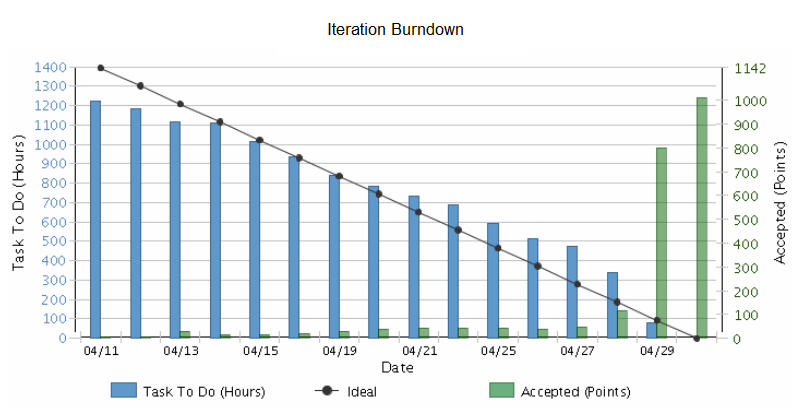 Iteration Burndown
1400 1142
1300
1200 1000
1100 900
1000 800
900 700
800 600
700 500
600 400
500 300
400 200
300 100
200 0
100
0
Task To Do (Hours)
Accepted (Points)
04/11 04/13 04/15 04/19 04/21 04/25 04/27 04/29
Date
Task To Do (Hours) Ideal Accepted (Points)